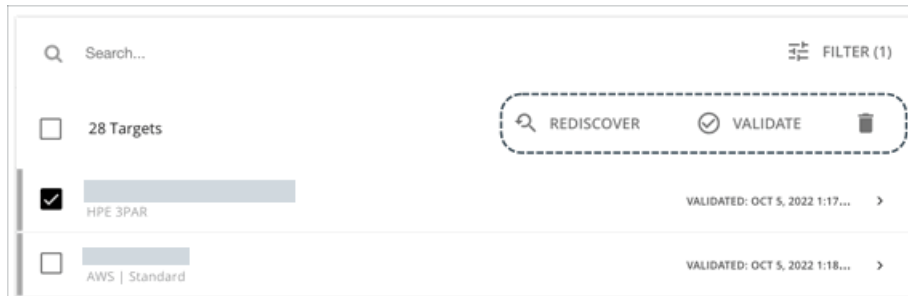 Search...
FILTER (1)
28 Targets
REDISCOVER
VALIDATE
HPE 3PAR
VALIDATED: OCT 5, 2022 1:17...
AWS | Standard
VALIDATED: OCT 5, 2022 1:18...